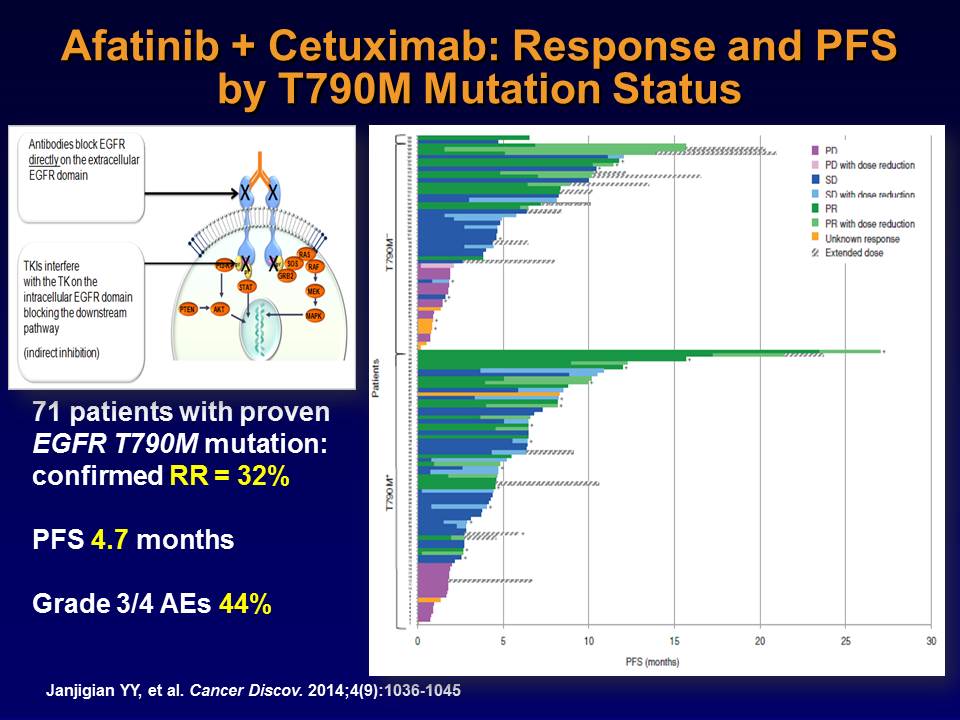 Afatinib + Cetuximab: Response and PFS
by T790M Mutation Status
Antibodies block EGFR
directly on the extracellular
EGFR domain
TKIs interfere
with the TK on the
intracellular EGFR domain
blocking the downstream
pathway
(indirect inhibition)
X X
X X
RAS
SOS
RAF
GRB2
STAT
MEK
PTEN
AKT
MAPK
71 patients with proven
EGFR T790M mutation:
confirmed RR = 32%
PFS 4.7 months
Grade 3/4 AEs 44%
PD
PD with dose reduction
SD
SD with dose reduction
PR
PR with dose reduction
Unknown response
Extended dose
T790M⁻
Patients
T790M⁺
0 5 10 15 20 25 30
PFS (months)
Janjigian YY, et al. Cancer Discov. 2014;4(9):1036-1045